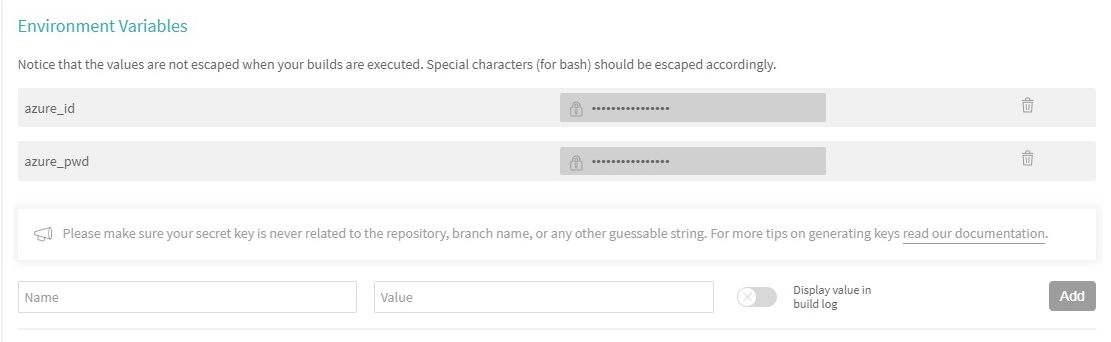 Environment Variables
Notice that the values are not escaped when your builds are executed. Special characters (for bash) should be escaped accordingly.
azure_id ••••••••••••••••
azure_pwd ••••••••••••••••
Please make sure your secret key is never related to the repository, branch name, or any other guessable string. For more tips on generating keys read our documentation.
Name Value Display value in
build log Add